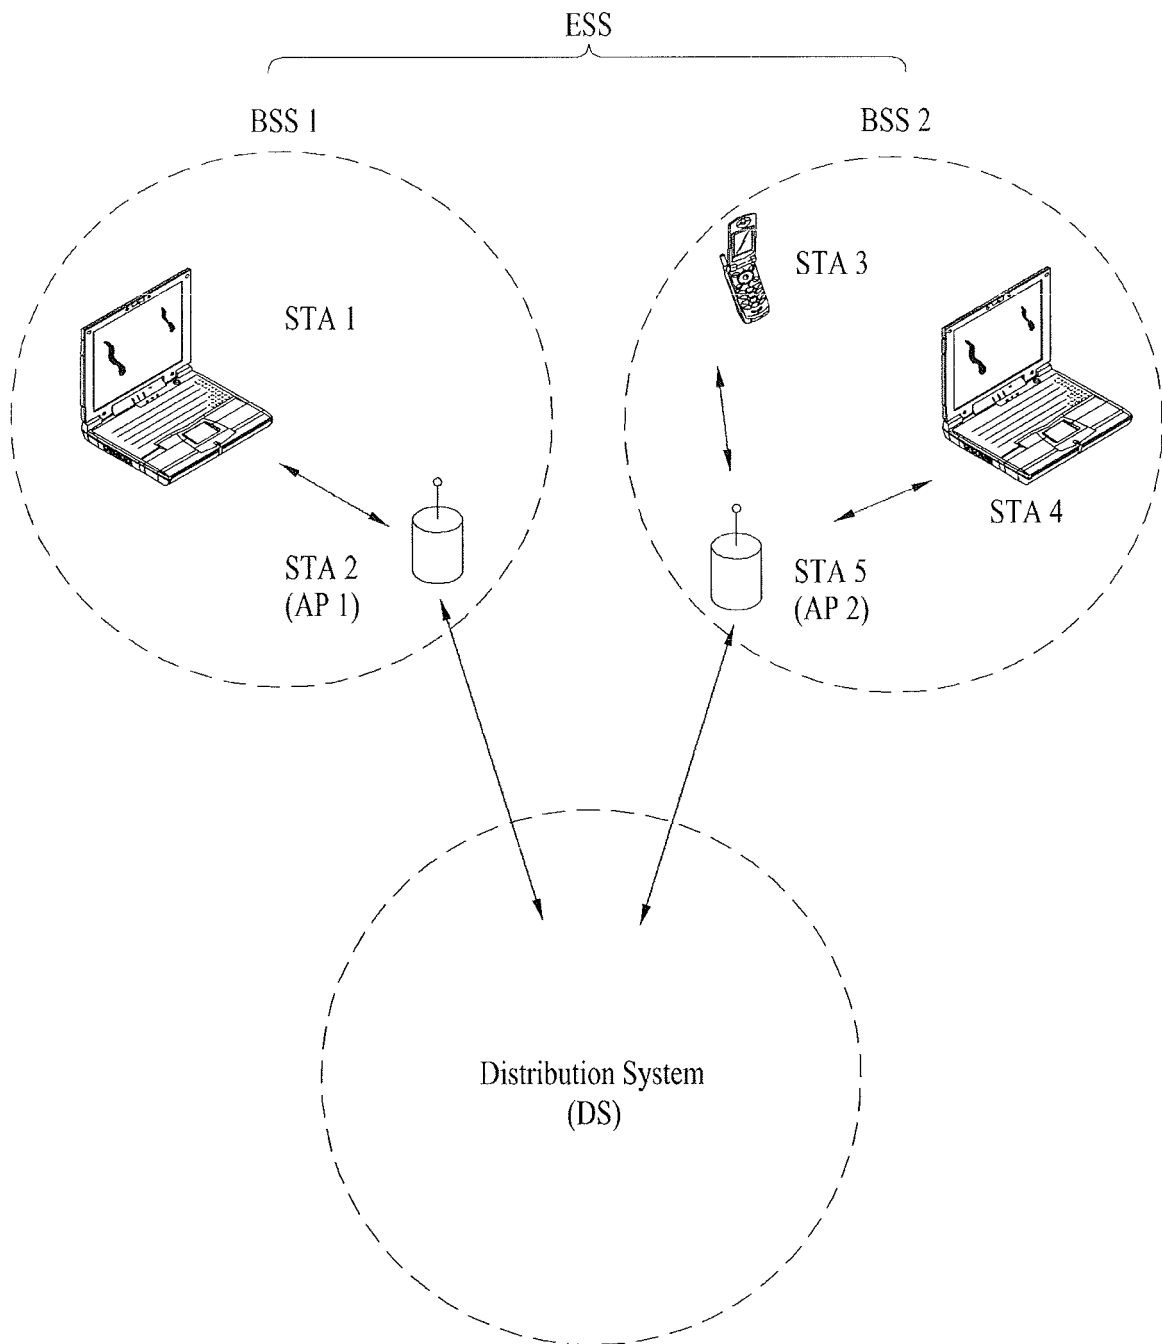 ESS
BSS 1
BSS 2
STA 1
STA 3
STA 4
STA 2
(AP 1)
STA 5
(AP 2)
Distribution System
(DS)